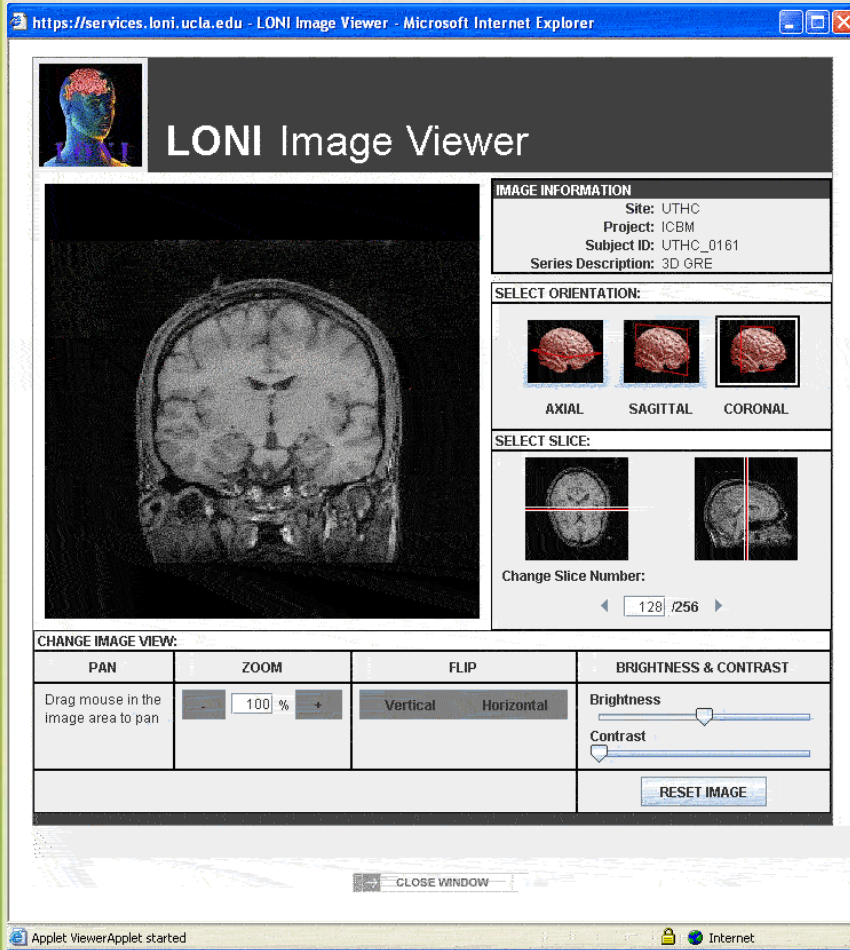 https://services.loni.ucla.edu - LONI Image Viewer - Microsoft Internet Explorer
LONI
LONI Image Viewer
IMAGE INFORMATION
Site: UTHC
Project: ICBM
Subject ID: UTHC_0161
Series Description: 3D GRE
SELECT ORIENTATION:
AXIAL SAGITTAL CORONAL
SELECT SLICE:
Change Slice Number:
128 /256
CHANGE IMAGE VIEW:
PAN ZOOM FLIP BRIGHTNESS & CONTRAST
Drag mouse in the
image area to pan
- 100 % +
Vertical Horizontal
Brightness
Contrast
RESET IMAGE
CLOSE WINDOW
Applet ViewerApplet started Internet